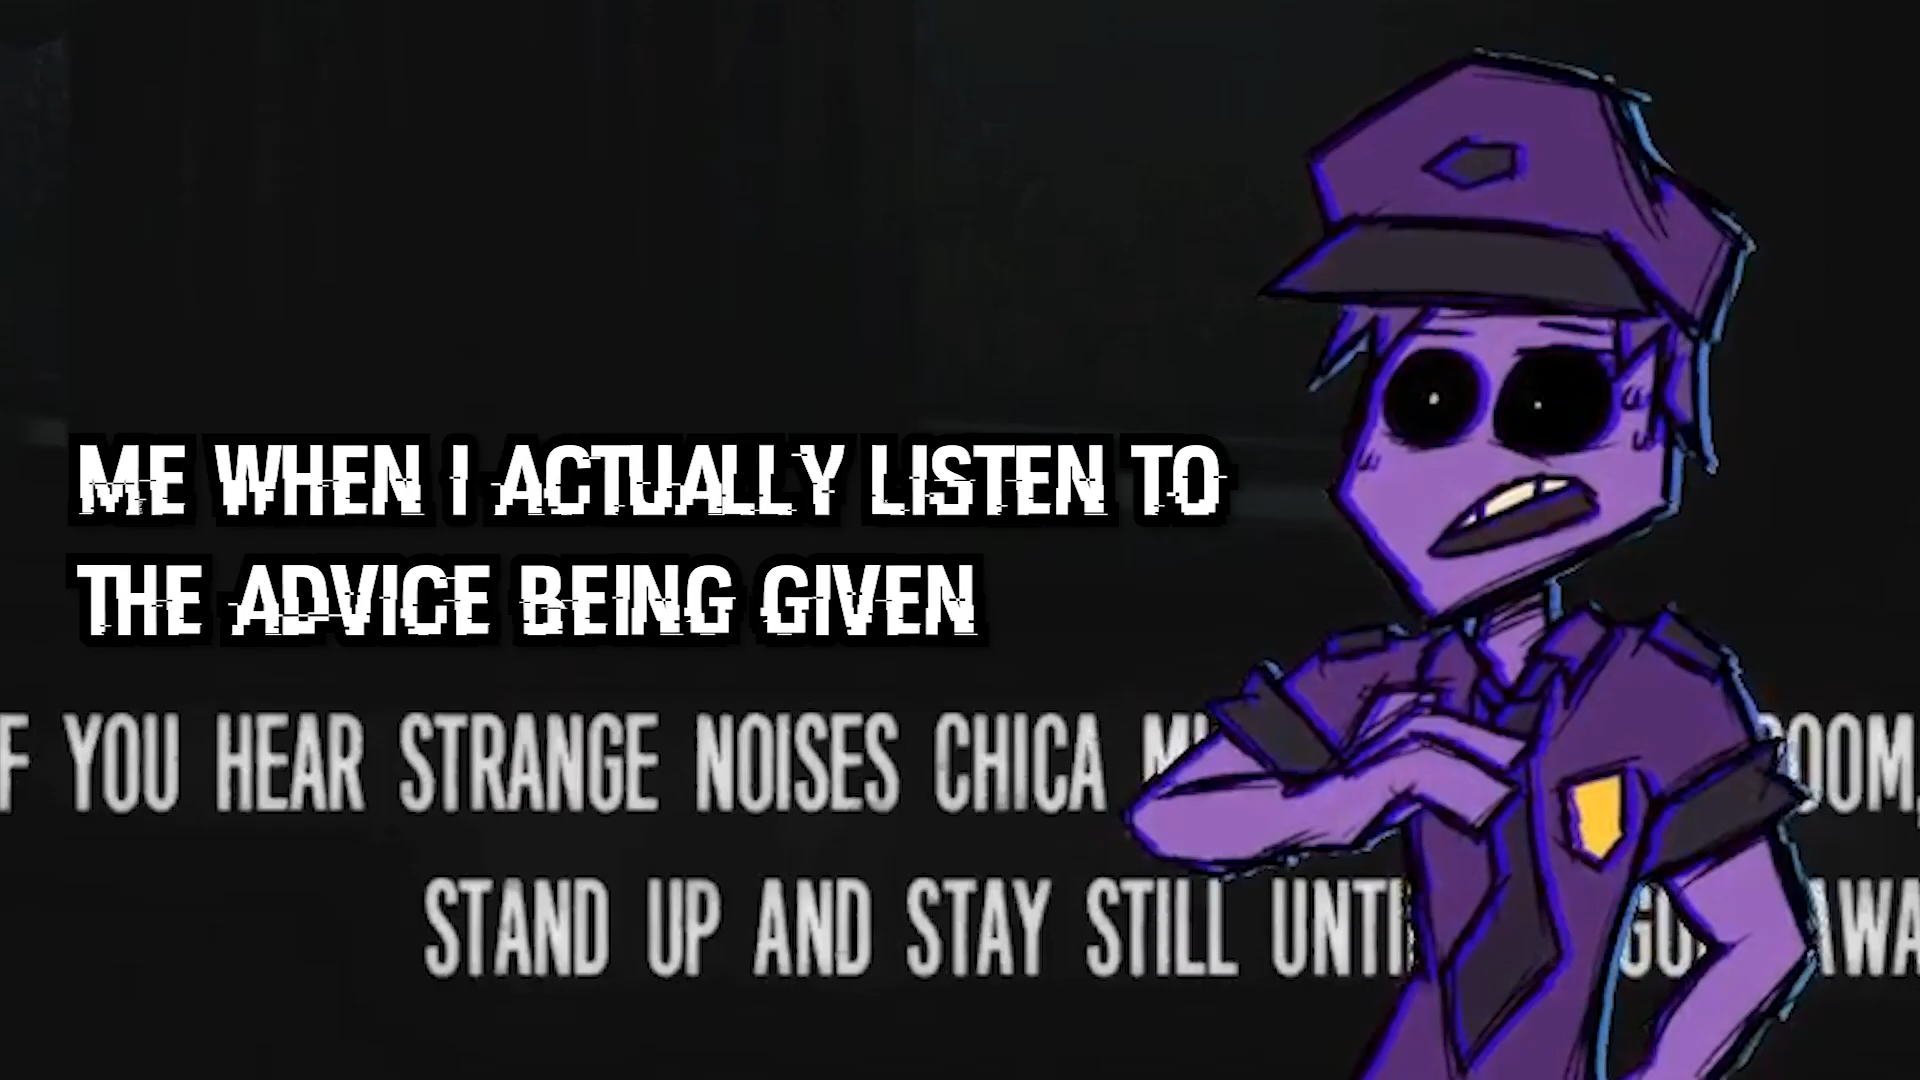 ME WHEN I ACTUALLY LISTEN TO
THE ADVICE BEING GIVEN
F YOU HEAR STRANGE NOISES CHICA
STAND UP AND STAY STILL